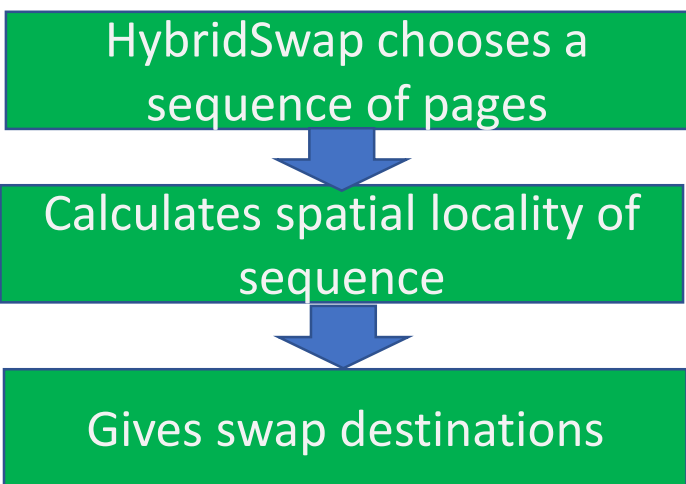 HybridSwap chooses a
sequence of pages
Calculates spatial locality of
sequence
Gives swap destinations